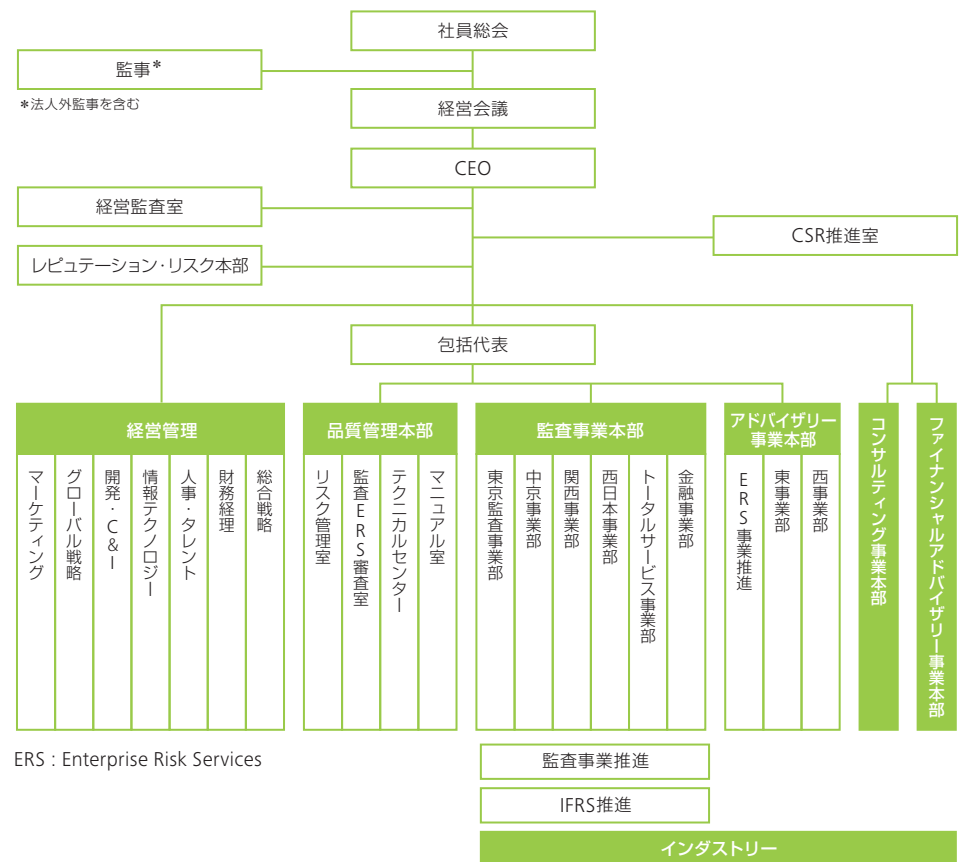 社員総会
監事*
*法人外監事を含む
経営会議
CEO
経営監査室
CSR推進室
レピュテーション・リスク本部
包括代表
経営管理
マーケティング
グローバル戦略
開発・C&I
情報テクノロジー
人事・タレント
財務経理
総合戦略
品質管理本部
リスク管理室
監査ERS審査室
テクニカルセンター
マニュアル室
監査事業本部
東京監査事業部
中京事業部
関西事業部
西日本事業部
トータルサービス事業部
金融事業部
アドバイザリー
事業本部
ERS事業推進
東事業部
西事業部
コンサルティング事業本部
ファイナンシャルアドバイザリー事業本部
ERS : Enterprise Risk Services
監査事業推進
IFRS推進
インダストリー